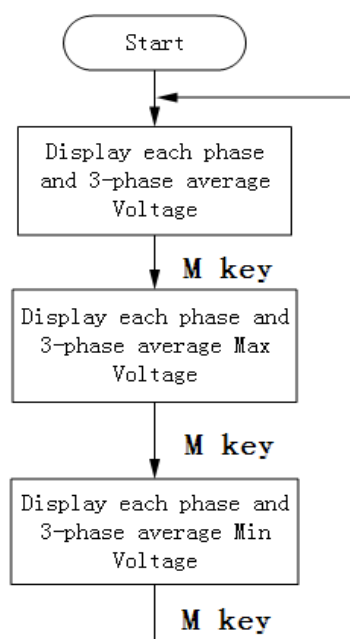 Start
Display each phase
and 3-phase average
Voltage
M key
Display each phase and
3-phase average Max
Voltage
M key
Display each phase and
3-phase average Min
Voltage
M key